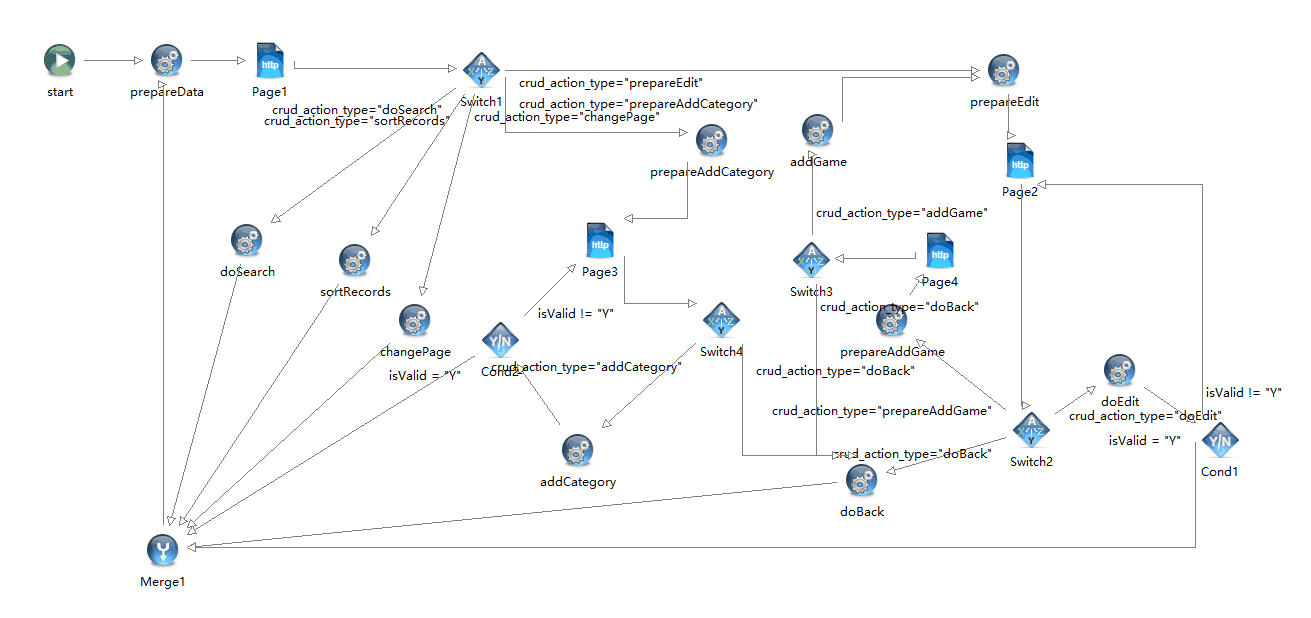 start
prepareData
http
Page1
A
X Z
Y
Switch1
crud_action_type="prepareEdit"
crud_action_type="prepareAddCategory"
crud_action_type="changePage"
crud_action_type="doSearch"
crud_action_type="sortRecords"
prepareEdit
prepareAddCategory
addGame
http
Page2
crud_action_type="addGame"
doSearch
sortRecords
changePage
http
Page3
A
X Z
Y
Switch3
http
Page4
crud_action_type="doBack"
prepareAddGame
isValid != "Y"
Y/N
Cond2
isValid = "Y"
crud_action_type="addCategory"
A
X Z
Y
Switch4
crud_action_type="doBack"
crud_action_type="prepareAddGame"
doEdit
crud_action_type="doEdit"
isValid != "Y"
isValid = "Y"
A
X Z
Y
Switch2
Y/N
Cond1
crud_action_type="doBack"
addCategory
doBack
Merge1